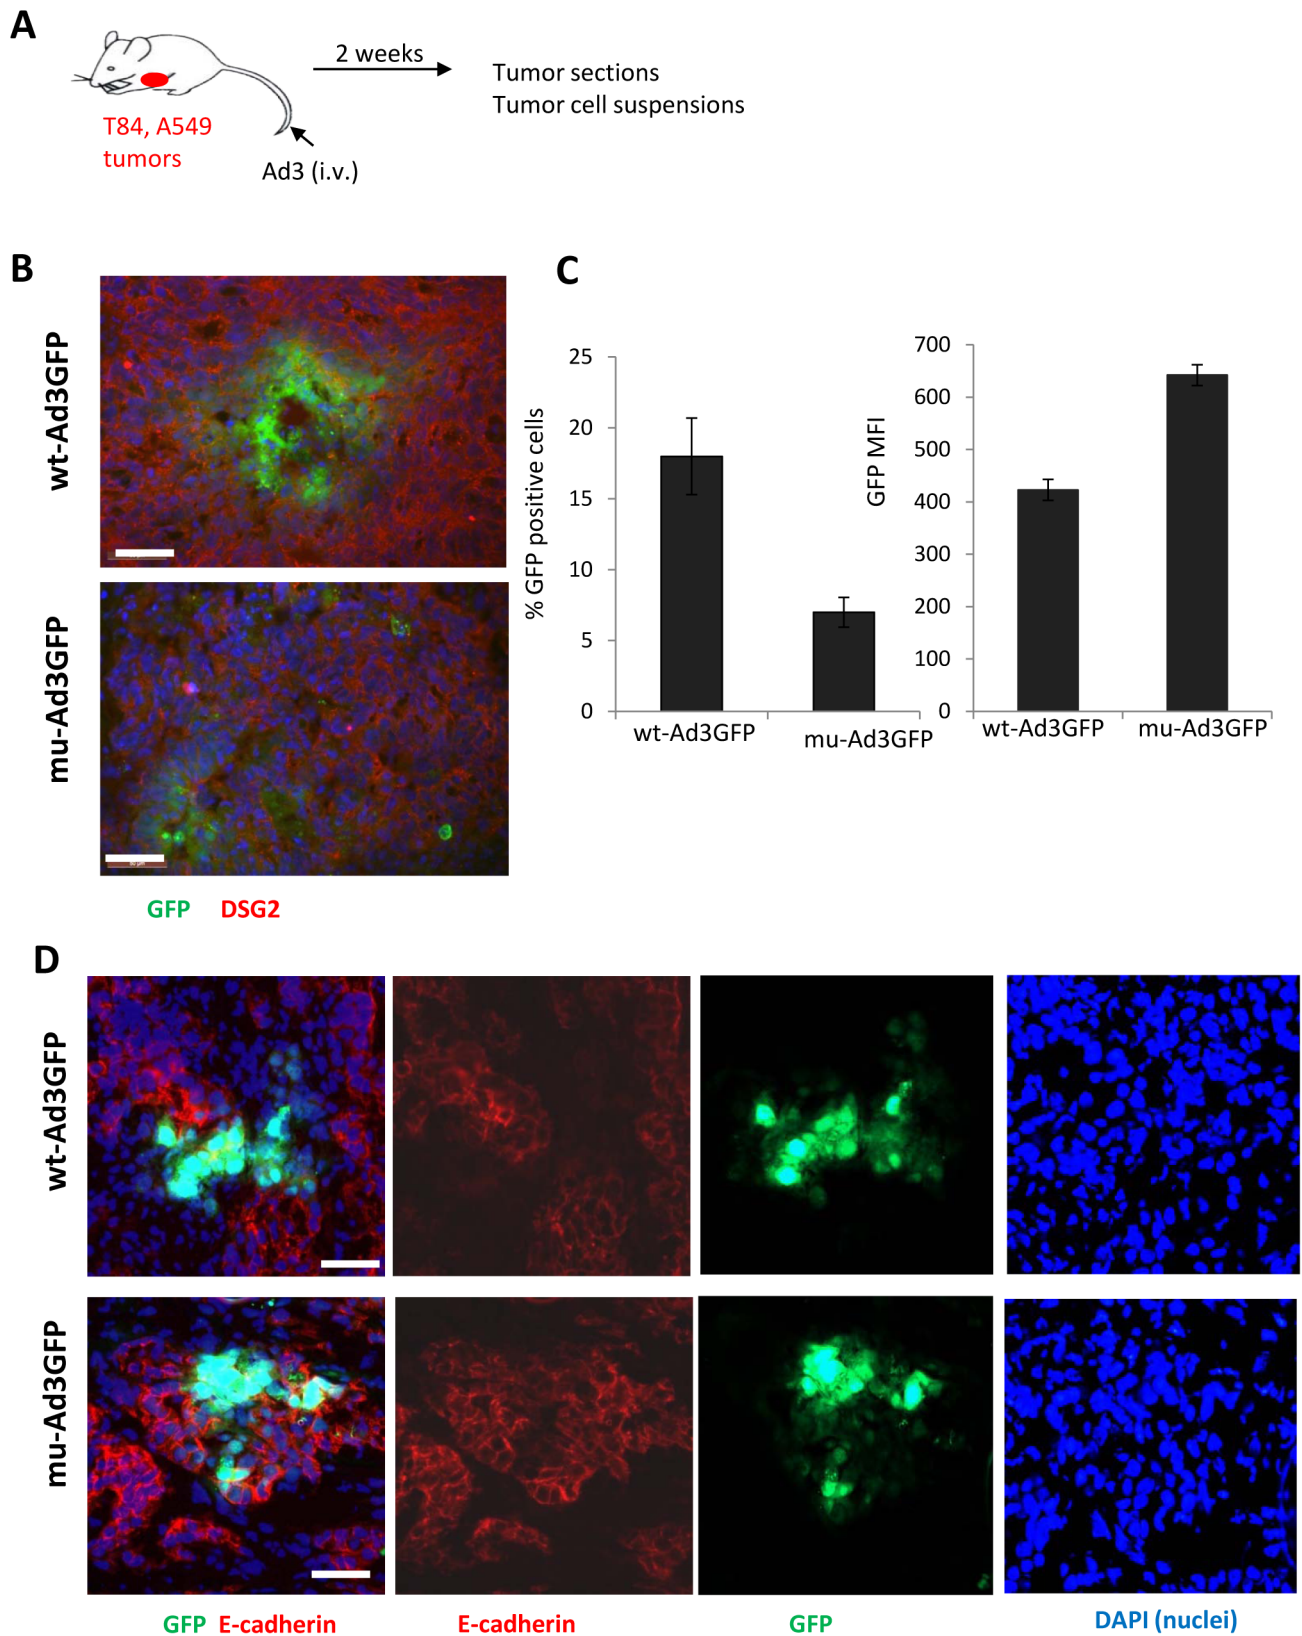 A
2 weeks
Tumor sections
Tumor cell suspensions
T84, A549
tumors
Ad3 (i.v.)
B
wt-Ad3GFP
mu-Ad3GFP
GFP DSG2
C
% GFP positive cells
25
20
15
10
5
0
wt-Ad3GFP
mu-Ad3GFP
GFP MFI
700
600
500
400
300
200
100
0
wt-Ad3GFP
mu-Ad3GFP
D
wt-Ad3GFP
mu-Ad3GFP
GFP E-cadherin
E-cadherin
GFP
DAPI (nuclei)